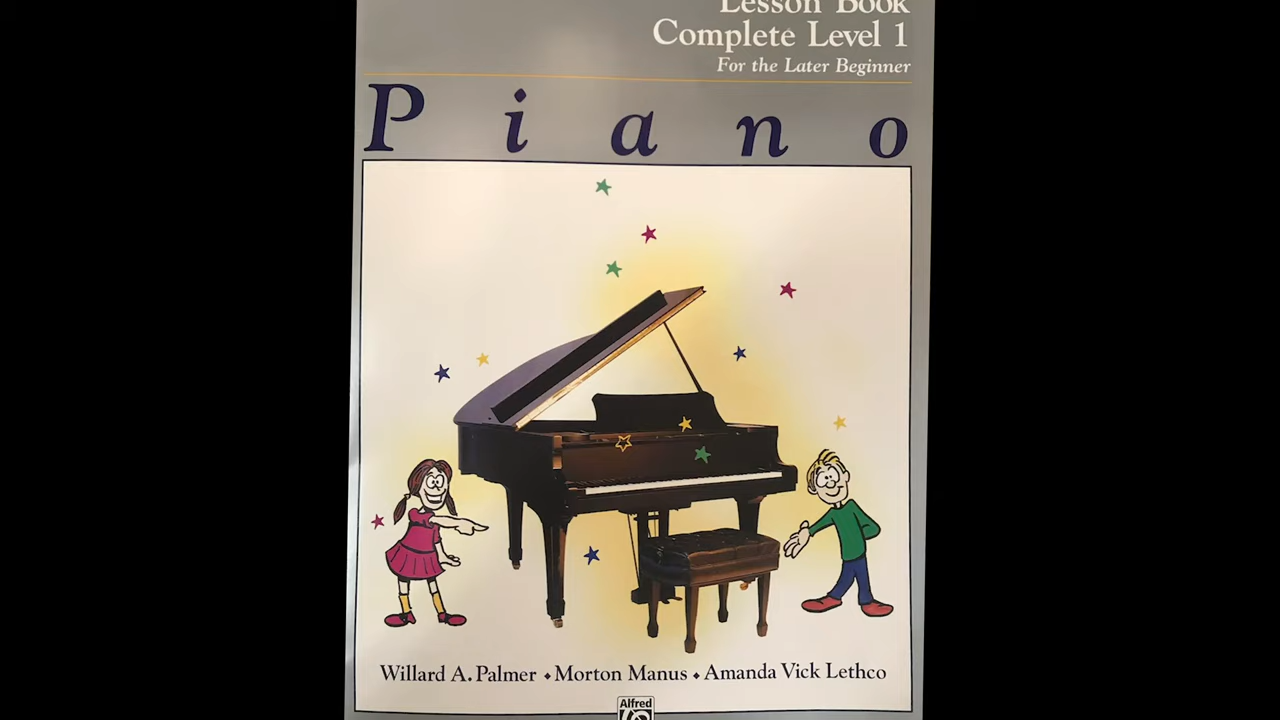 Lesson Book
Complete Level 1
For the Later Beginner
Piano
Willard A. Palmer ⬩ Morton Manus ⬩ Amanda Vick Lethco
Alfred